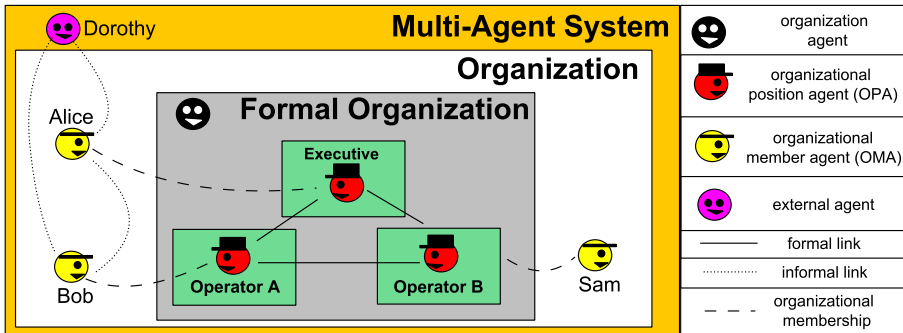 Dorothy
Multi-Agent System
Organization
Formal Organization
Alice
Executive
Operator A
Operator B
Bob
Sam
organization
agent
organizational
position agent (OPA)
organizational
member agent (OMA)
external agent
formal link
informal link
organizational
membership